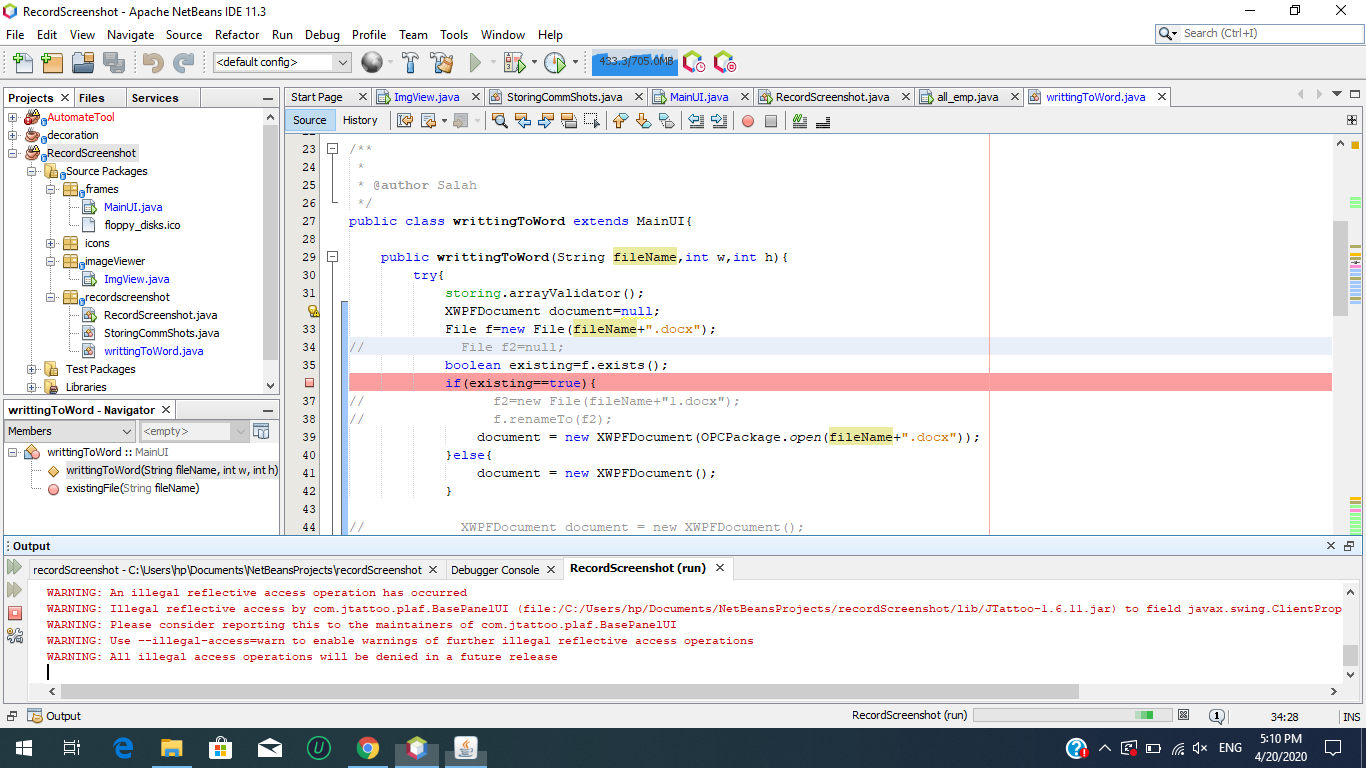 RecordScreenshot - Apache NetBeans IDE 11.3
File Edit View Navigate Source Refactor Run Debug Profile Team Tools Window Help
Search (Ctrl+I)
<default config>
433.3/705.0MB
Projects Files Services
Start Page ImgView.java StoringCommShots.java MainUI.java RecordScreenshot.java all_emp.java writtingToWord.java
Source History
AutomateTool
decoration
RecordScreenshot
Source Packages
frames
MainUI.java
floppy_disks.ico
icons
imageViewer
ImgView.java
recordscreenshot
RecordScreenshot.java
StoringCommShots.java
writtingToWord.java
Test Packages
Libraries
writtingToWord - Navigator
Members
<empty>
writtingToWord :: MainUI
writtingToWord(String fileName, int w, int h)
existingFile(String fileName)
23 /**
24 *
25 * @author Salah
26 */
27 public class writtingToWord extends MainUI{
28
29 public writtingToWord(String fileName,int w,int h){
30 try{
31 storing.arrayValidator();
XWPFDocument document=null;
33 File f=new File(fileName+".docx");
34 // File f2=null;
35 boolean existing=f.exists();
if(existing==true){
37 // f2=new File(fileName+"1.docx");
38 // f.renameTo(f2);
39 document = new XWPFDocument(OPCPackage.open(fileName+".docx"));
40 }else{
41 document = new XWPFDocument();
42 }
43
44 // XWPFDocument document = new XWPFDocument();
Output
recordScreenshot - C:\Users\hp\Documents\NetBeansProjects\recordScreenshot Debugger Console RecordScreenshot (run)
WARNING: An illegal reflective access operation has occurred
WARNING: Illegal reflective access by com.jtattoo.plaf.BasePanelUI (file:/C:/Users/hp/Documents/NetBeansProjects/recordScreenshot/lib/JTattoo-1.6.11.jar) to field javax.swing.ClientProp
WARNING: Please consider reporting this to the maintainers of com.jtattoo.plaf.BasePanelUI
WARNING: Use --illegal-access=warn to enable warnings of further illegal reflective access operations
WARNING: All illegal access operations will be denied in a future release
Output
RecordScreenshot (run)
1
34:28
INS
ENG
5:10 PM
4/20/2020